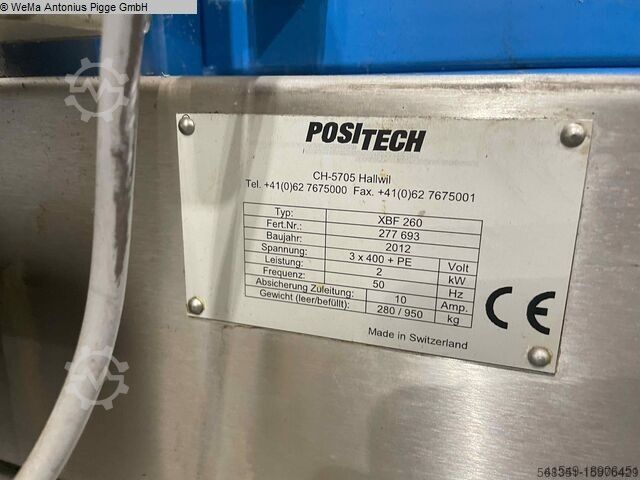 © WeMa Antonius Pigge GmbH
POSITECH
CH-5705 Hallwil
Tel. +41(0)62 7675000 Fax. +41(0)62 7675001
Typ: XBF 260
Fert.Nr.: 277 693
Baujahr: 2012
Spannung: 3 x 400 + PE Volt
Leistung: 2 kW
Frequenz: 50 Hz
Absicherung Zuleitung: 10 Amp.
Gewicht (leer/befüllt): 280 / 950 kg
CE
Made in Switzerland